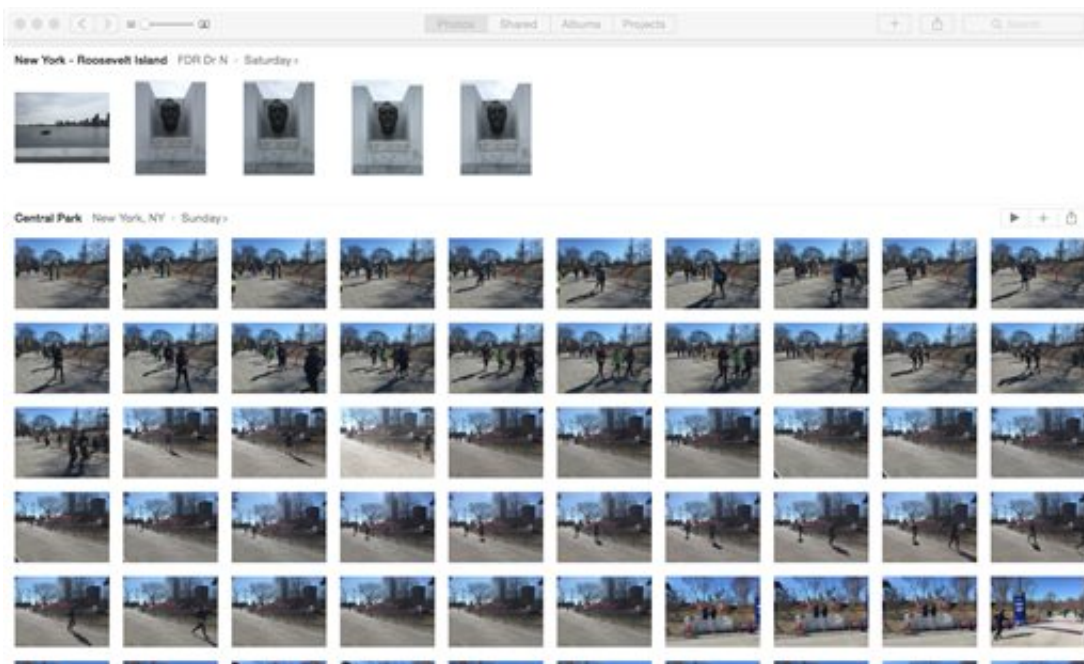 Photos Shared Albums Projects Search
New York - Roosevelt Island FDR Dr N · Saturday ›
Central Park New York, NY · Sunday ›